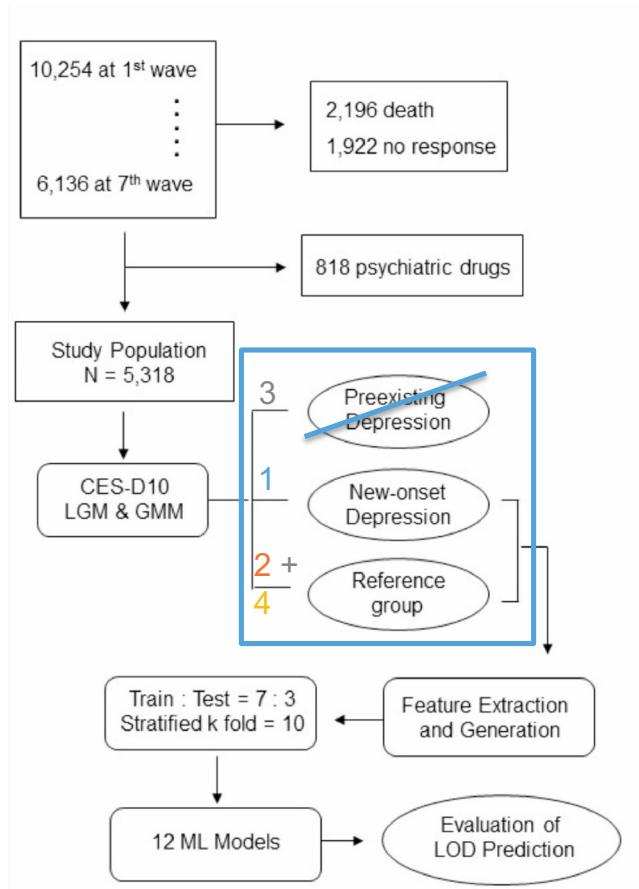 10,254 at 1st wave
6,136 at 7th wave
2,196 death
1,922 no response
818 psychiatric drugs
Study Population
N = 5,318
CES-D10
LGM & GMM
3
Preexisting
Depression
1
New-onset
Depression
2 +
4
Reference
group
Feature Extraction
and Generation
Train : Test = 7 : 3
Stratified k fold = 10
12 ML Models
Evaluation of
LOD Prediction